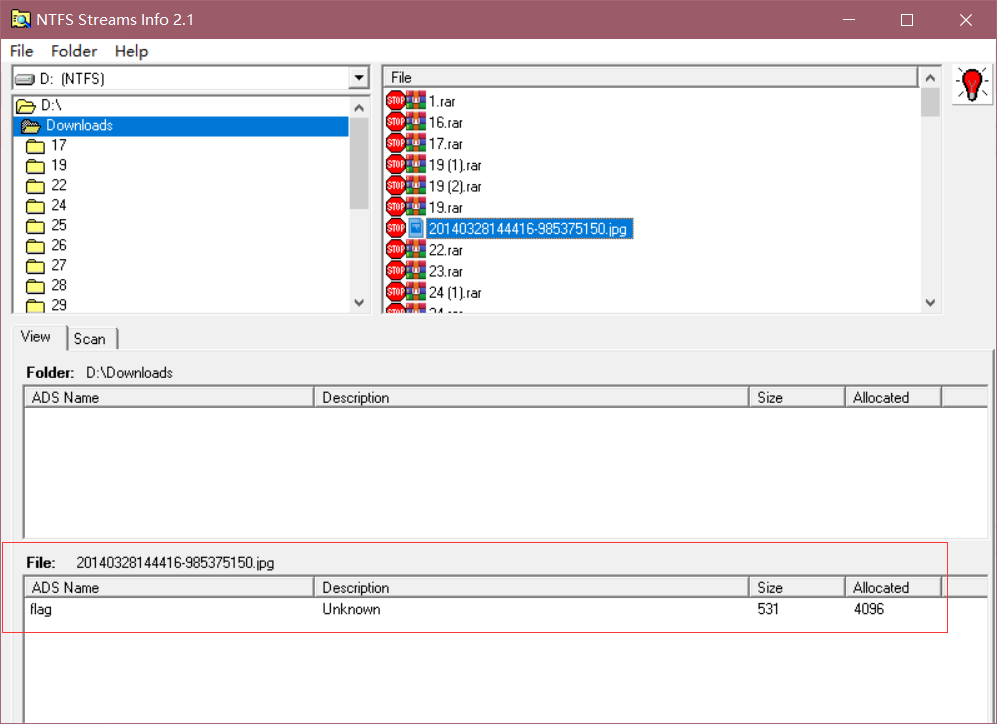 NTFS Streams Info 2.1
File Folder Help
D: (NTFS)
D:\
Downloads
17
19
22
24
25
26
27
28
29
File
STOP 1.rar
STOP 16.rar
STOP 17.rar
STOP 19 (1).rar
STOP 19 (2).rar
STOP 19.rar
STOP 20140328144416-985375150.jpg
STOP 22.rar
STOP 23.rar
STOP 24 (1).rar
View Scan
Folder: D:\Downloads
ADS Name Description Size Allocated
File: 20140328144416-985375150.jpg
ADS Name Description Size Allocated
flag Unknown 531 4096